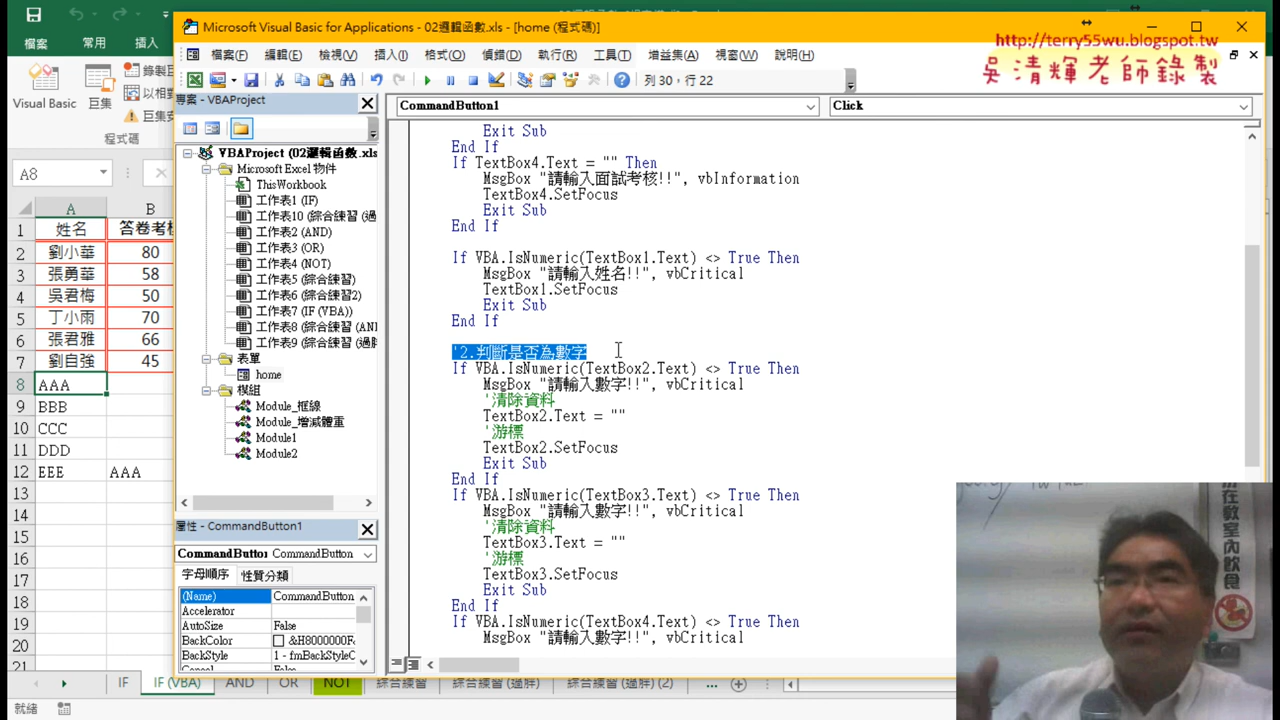 Microsoft Visual Basic for Applications - 02邏輯函數.xls - [home (程式碼)]
http://terry55wu.blogspot.tw
吳清輝老師錄製
檔案 常用 插入
檔案(F) 編輯(E) 檢視(V) 插入(I) 格式(O) 偵錯(D) 執行(R) 工具(T) 增益集(A) 視窗(W) 說明(H)
列 30，行 22
Visual Basic 巨集
程式碼
專案 - VBAProject
CommandButton1 Click
A8
VBAProject (02邏輯函數.xls
Microsoft Excel 物件
ThisWorkbook
工作表1 (IF)
工作表10 (綜合練習 (過
工作表2 (AND)
工作表3 (OR)
工作表4 (NOT)
工作表5 (綜合練習)
工作表6 (綜合練習2)
工作表7 (IF (VBA))
工作表8 (綜合練習 (AN
工作表9 (綜合練習 (過
表單
home
模組
Module_框線
Module_增減體重
Module1
Module2
A B
1 姓名
2 劉小華 80
3 張勇華 58
4 吳君梅 50
5 丁小雨 70
6 張君雅 66
7 劉自強 45
8 AAA
9 BBB
10 CCC
11 DDD
12 EEE AAA
13
14
15
16
17
18
19
20
21
Exit Sub
End If
If TextBox4.Text = "" Then
MsgBox "請輸入面試考核!!", vbInformation
TextBox4.SetFocus
Exit Sub
End If
If VBA.IsNumeric(TextBox1.Text) <> True Then
MsgBox "請輸入姓名!!", vbCritical
TextBox1.SetFocus
Exit Sub
End If
'2.判斷是否為數字
If VBA.IsNumeric(TextBox2.Text) <> True Then
MsgBox "請輸入數字!!", vbCritical
'清除資料
TextBox2.Text = ""
'游標
TextBox2.SetFocus
Exit Sub
End If
If VBA.IsNumeric(TextBox3.Text) <> True Then
MsgBox "請輸入數字!!", vbCritical
'清除資料
TextBox3.Text = ""
'游標
TextBox3.SetFocus
Exit Sub
End If
If VBA.IsNumeric(TextBox4.Text) <> True Then
MsgBox "請輸入數字!!", vbCritical
屬性 - CommandButton1
CommandButton CommandButton
字母順序 性質分類
(Name) CommandButton
Accelerator
AutoSize False
BackColor &H8000000F
BackStyle 1 - fmBackStyleO
Cancel False
IF IF (VBA) AND OR NOT 綜合練習 綜合練習 (過胖) 綜合練習 (過胖) (2) ...
就緒